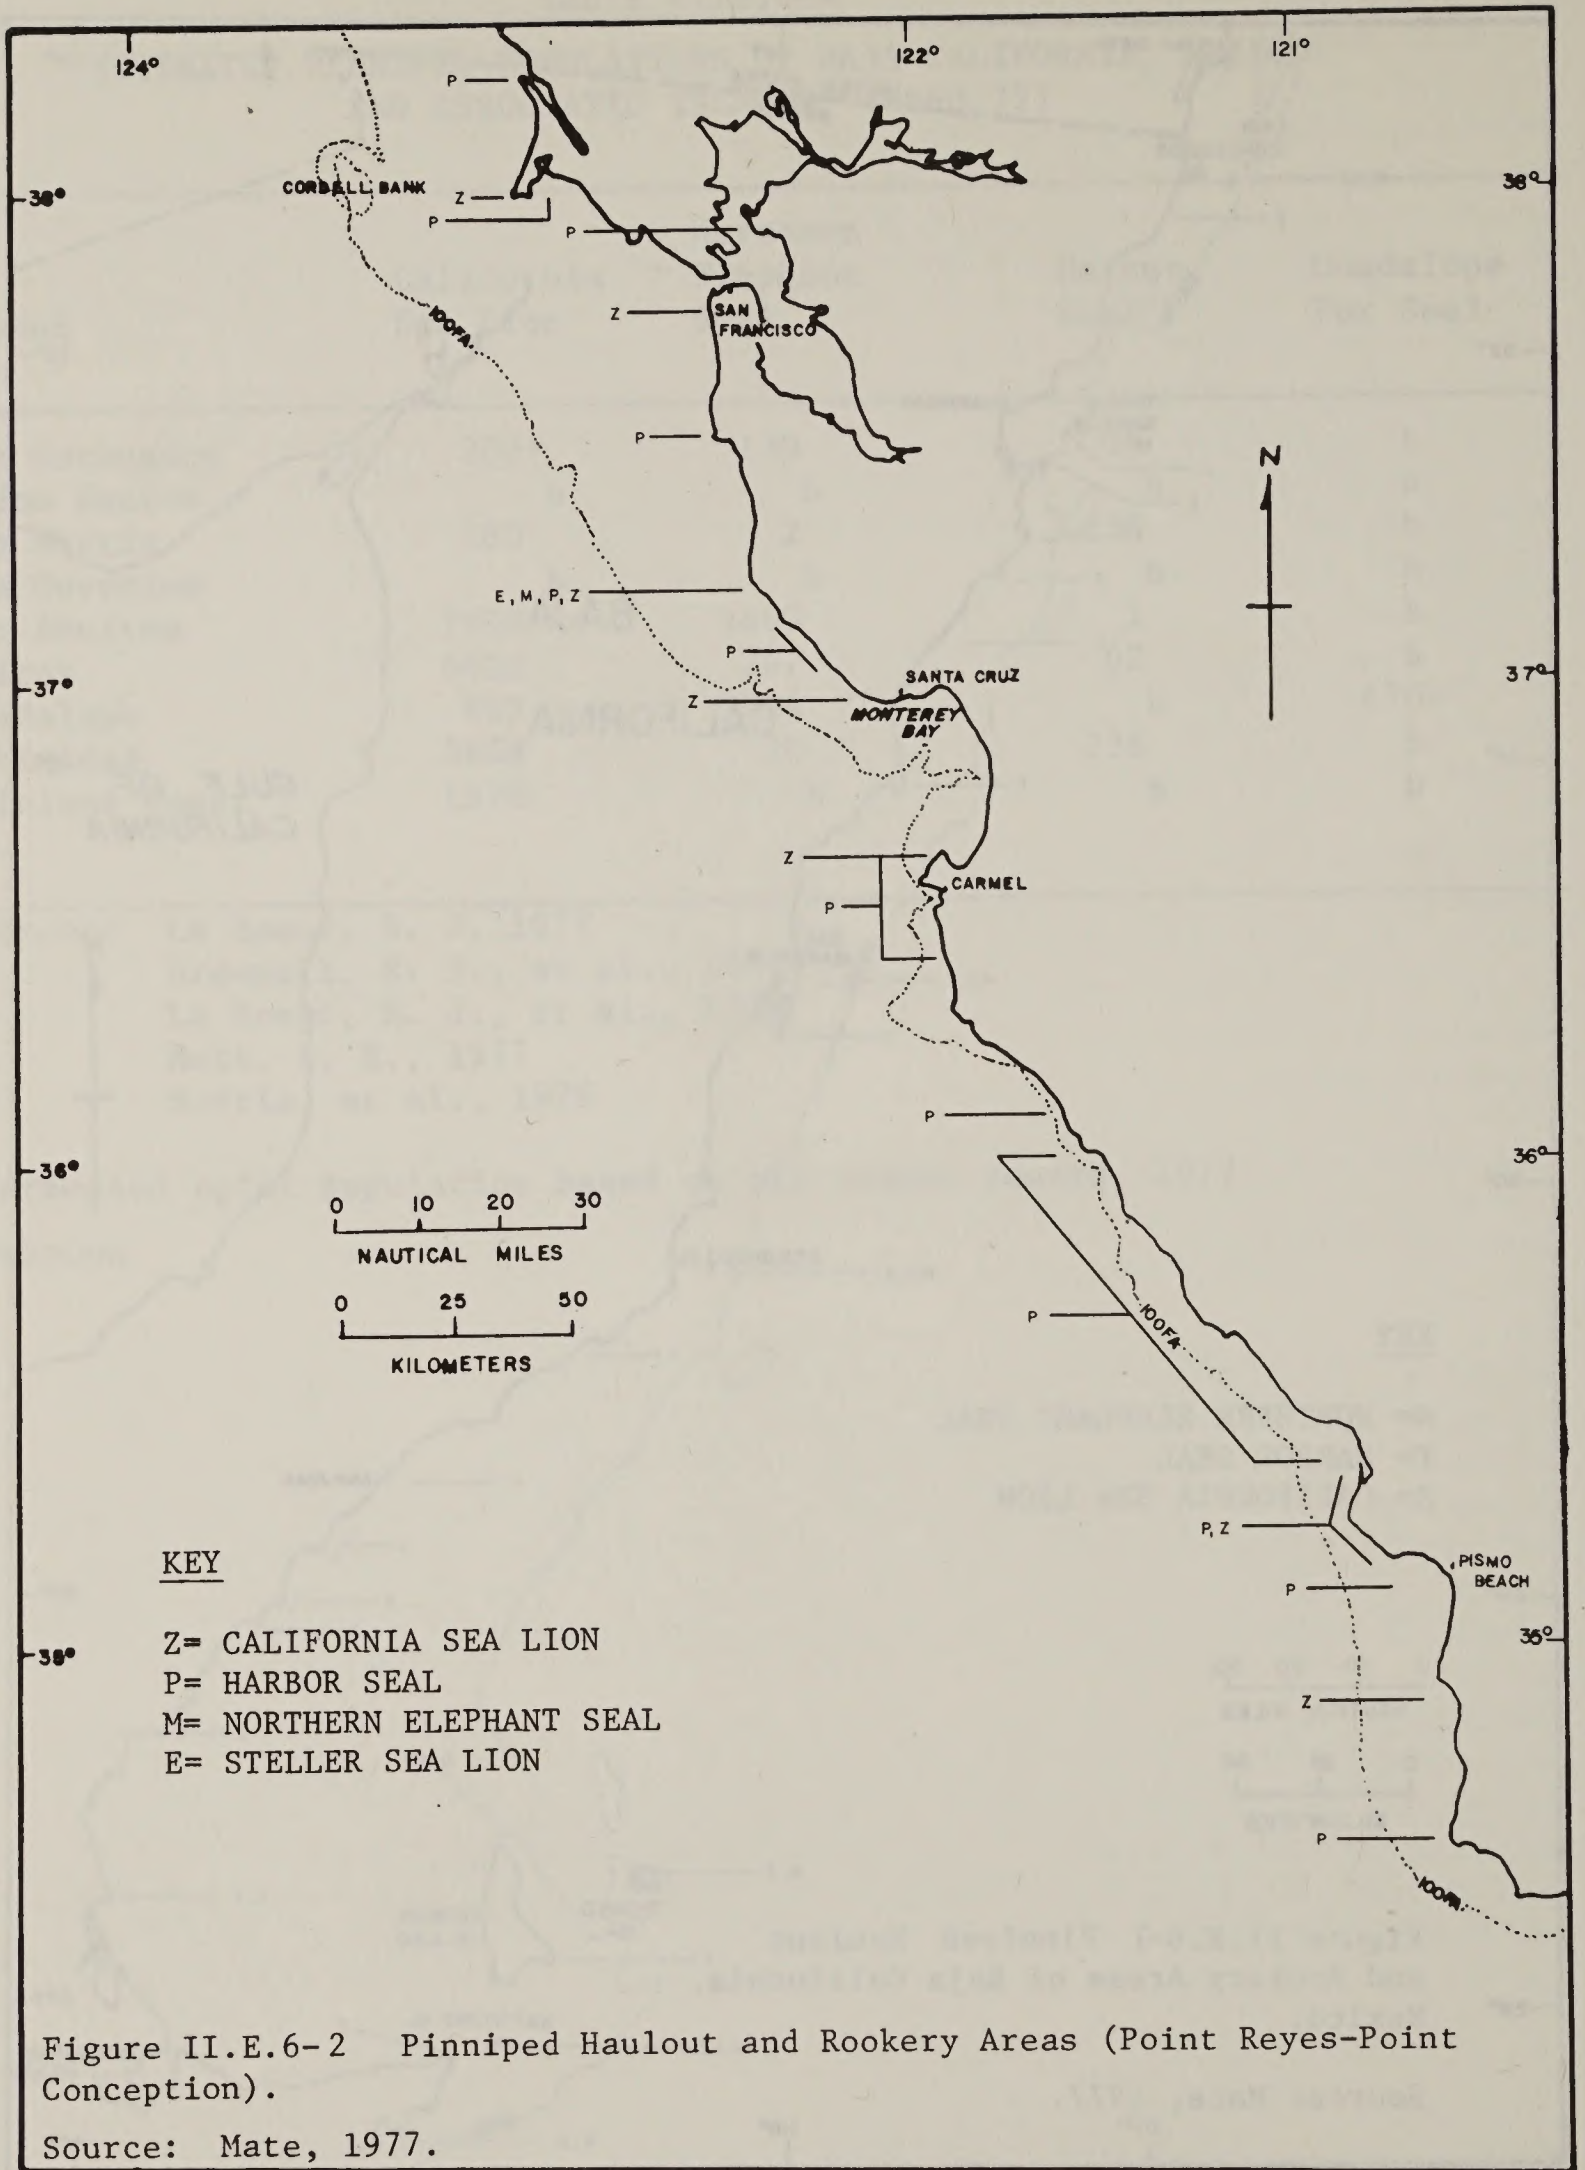 124°
122°
121°
P
CORDELL BANK
38°
Z
P
P
38°
100FA.
Z
SAN
FRANCISCO
P
N
E, M, P, Z
P
37°
Z
SANTA CRUZ
37°
MONTEREY
BAY
Z
CARMEL
P
P
36°
36°
0 10 20 30
NAUTICAL MILES
0 25 50
KILOMETERS
P
100FA.
P, Z
PISMO
BEACH
P
KEY
Z= CALIFORNIA SEA LION
P= HARBOR SEAL
M= NORTHERN ELEPHANT SEAL
E= STELLER SEA LION
35°
35°
Z
P
100FA.
Figure II.E.6-2 Pinniped Haulout and Rookery Areas (Point Reyes-Point
Conception).
Source: Mate, 1977.